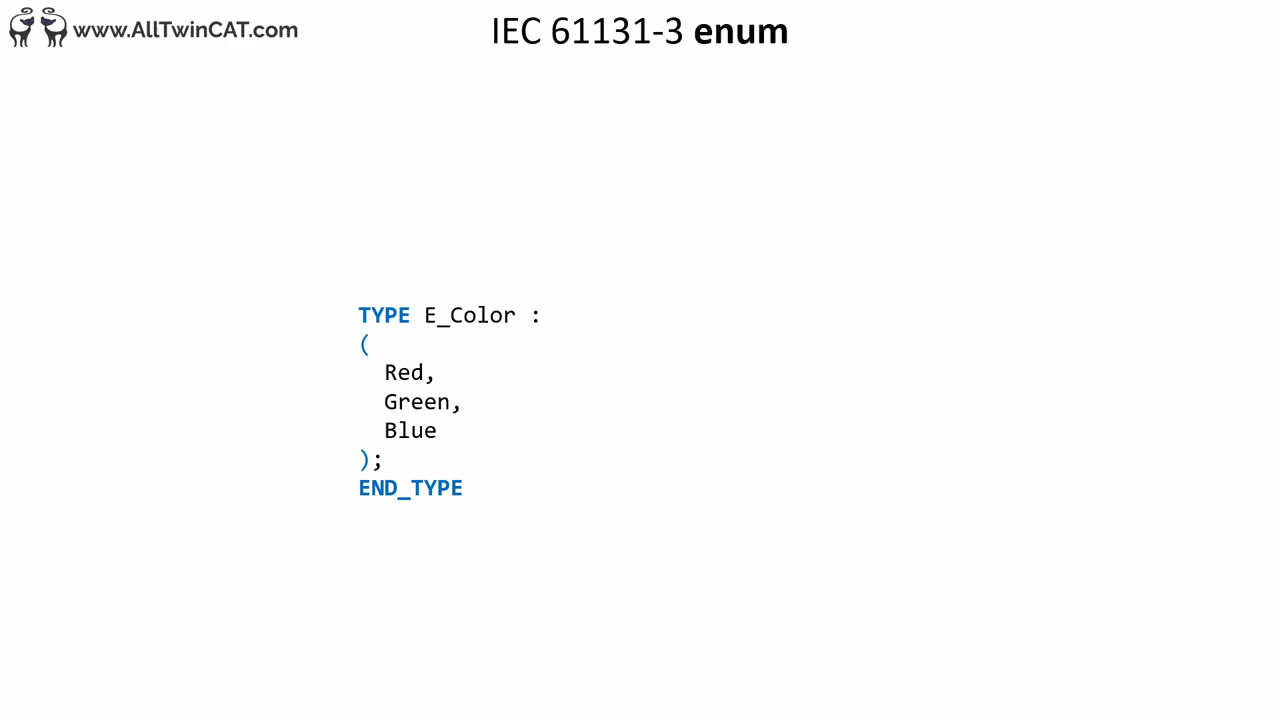 www.AllTwinCAT.com
IEC 61131-3 enum
TYPE E_Color :
(
Red,
Green,
Blue
);
END_TYPE